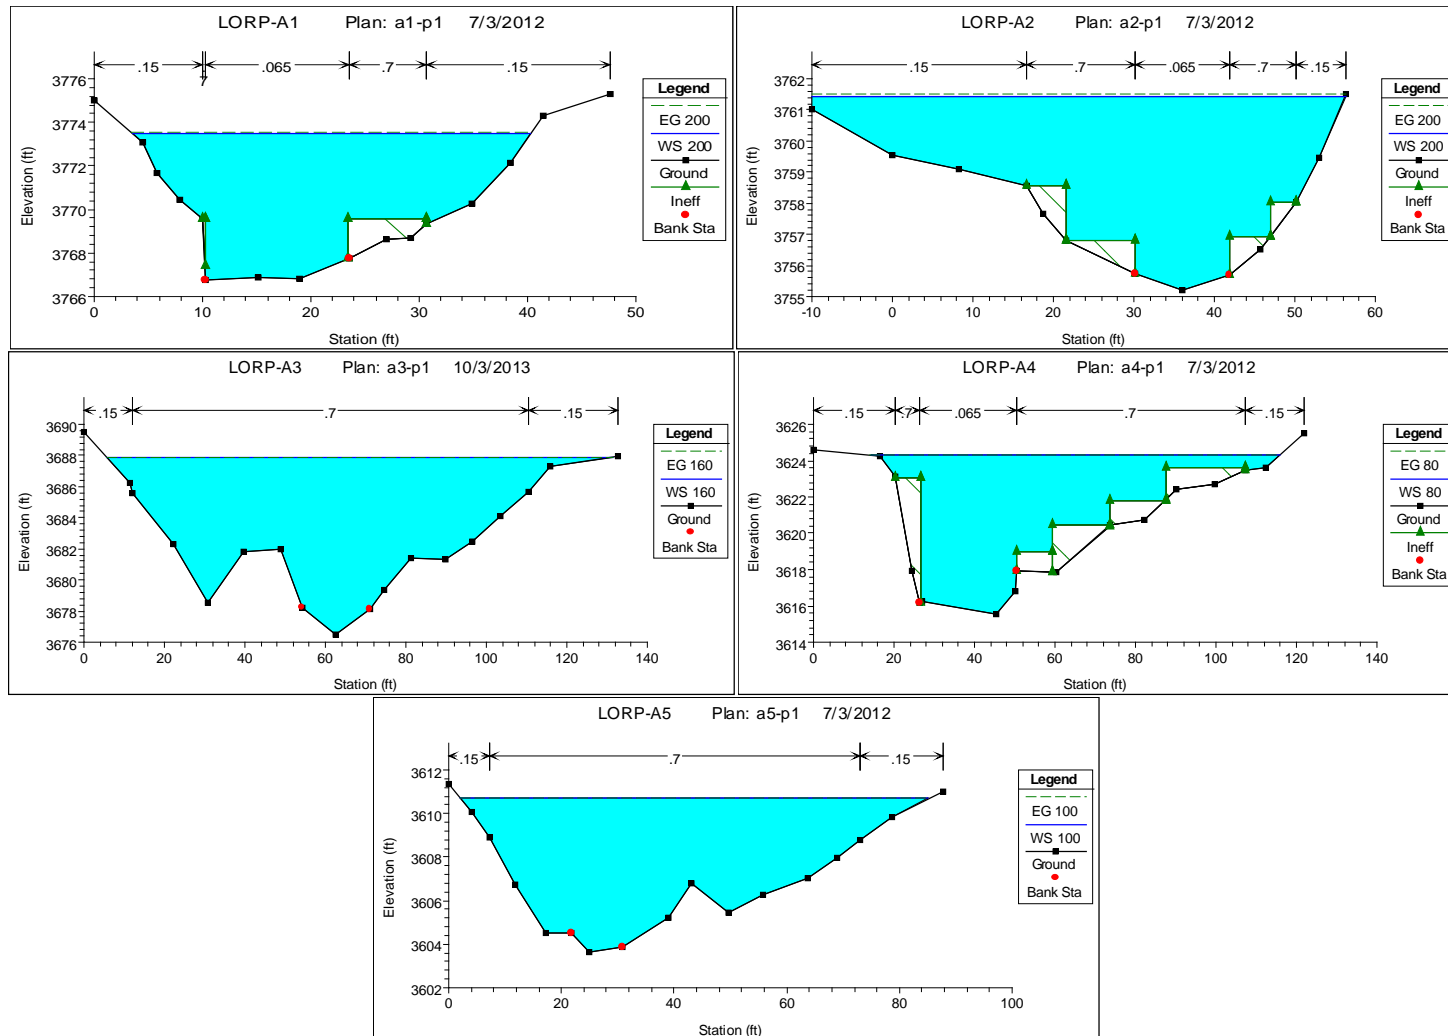 LORP-A1 Plan: a1-p1 7/3/2012
.15 .7 .065 .7 .15
3776
3774
3772
3770
3768
3766
Elevation (ft)
0 10 20 30 40 50
Station (ft)
Legend
EG 200
WS 200
Ground
Ineff
Bank Sta
LORP-A2 Plan: a2-p1 7/3/2012
.15 .7 .065 .7 .15
3762
3761
3760
3759
3758
3757
3756
3755
Elevation (ft)
-10 0 10 20 30 40 50 60
Station (ft)
Legend
EG 200
WS 200
Ground
Ineff
Bank Sta
LORP-A3 Plan: a3-p1 10/3/2013
.15 .7 .15
3690
3688
3686
3684
3682
3680
3678
3676
Elevation (ft)
0 20 40 60 80 100 120 140
Station (ft)
Legend
EG 160
WS 160
Ground
Bank Sta
LORP-A4 Plan: a4-p1 7/3/2012
.15 .7 .065 .7 .15
3626
3624
3622
3620
3618
3616
3614
Elevation (ft)
0 20 40 60 80 100 120 140
Station (ft)
Legend
EG 80
WS 80
Ground
Ineff
Bank Sta
LORP-A5 Plan: a5-p1 7/3/2012
.15 .7 .15
3612
3610
3608
3606
3604
3602
Elevation (ft)
0 20 40 60 80 100
Station (ft)
Legend
EG 100
WS 100
Ground
Bank Sta